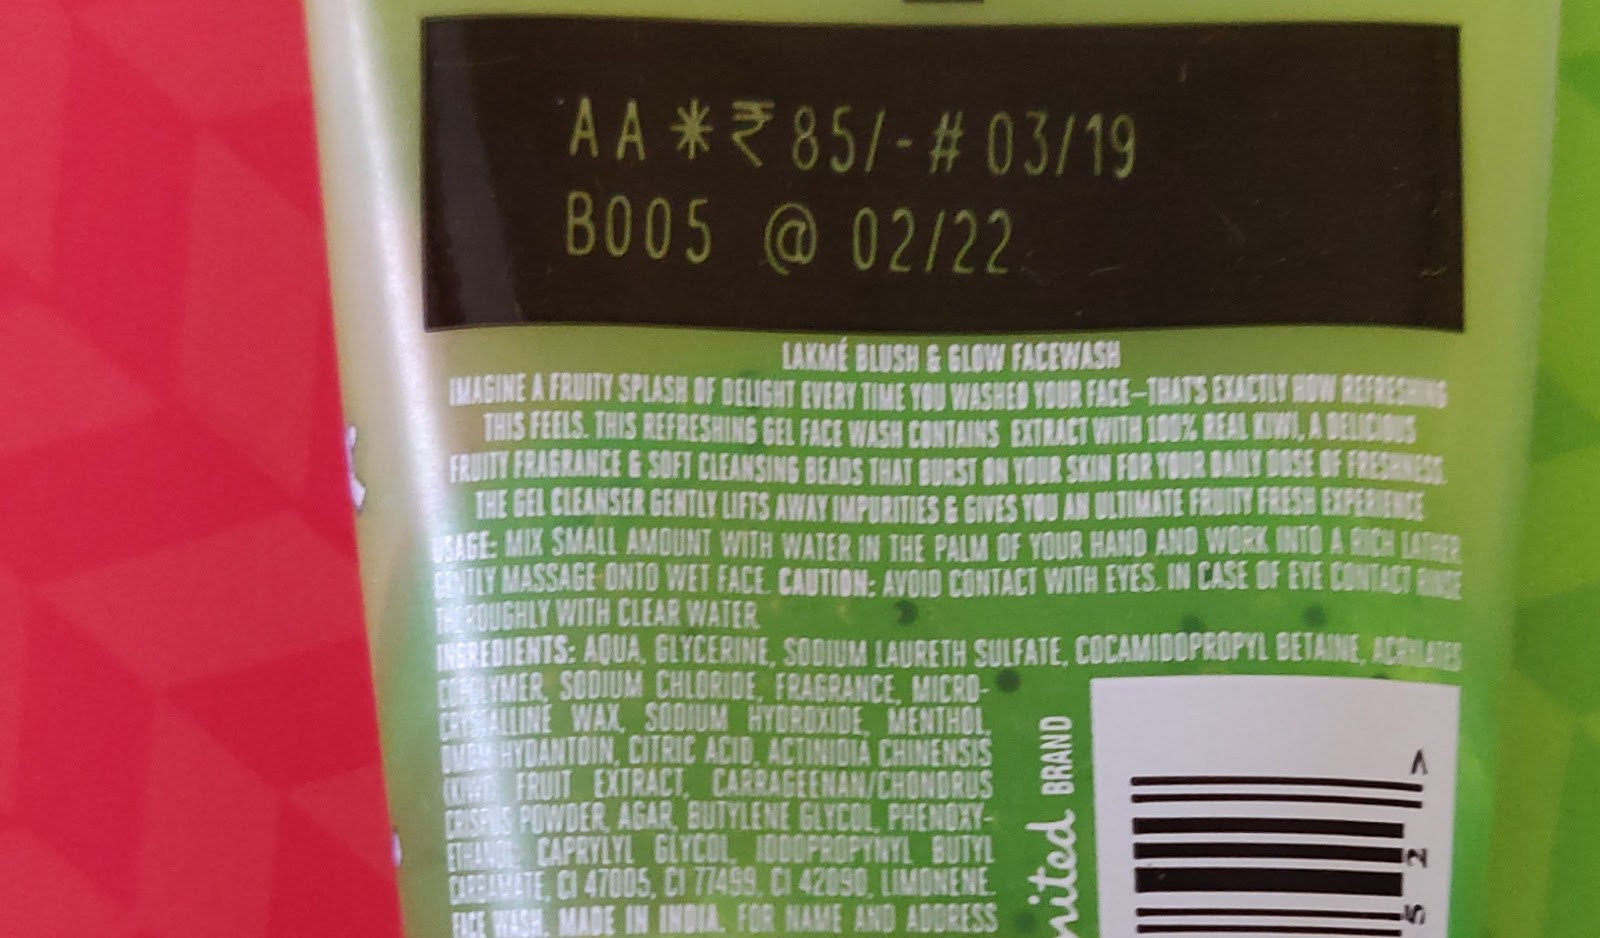 AA*₹85/-#03/19
B005 @ 02/22
LAKMÉ BLUSH & GLOW FACEWASH
IMAGINE A FRUITY SPLASH OF DELIGHT EVERY TIME YOU WASHED YOUR FACE–THAT'S EXACTLY HOW REFRESHING
THIS FEELS. THIS REFRESHING GEL FACE WASH CONTAINS EXTRACT WITH 100% REAL KIWI, A DELICIOUS
FRUITY FRAGRANCE & SOFT CLEANSING BEADS THAT BURST ON YOUR SKIN FOR YOUR DAILY DOSE OF FRESHNESS.
THE GEL CLEANSER GENTLY LIFTS AWAY IMPURITIES & GIVES YOU AN ULTIMATE FRUITY FRESH EXPERIENCE
USAGE: MIX SMALL AMOUNT WITH WATER IN THE PALM OF YOUR HAND AND WORK INTO A RICH LATHER
GENTLY MASSAGE ONTO WET FACE. CAUTION: AVOID CONTACT WITH EYES. IN CASE OF EYE CONTACT RINSE
THOROUGHLY WITH CLEAR WATER.
INGREDIENTS: AQUA, GLYCERINE, SODIUM LAURETH SULFATE, COCAMIDOPROPYL BETAINE, ACRYLATES
COPOLYMER, SODIUM CHLORIDE, FRAGRANCE, MICRO-
CRYSTALLINE WAX, SODIUM HYDROXIDE, MENTHOL,
DMDM HYDANTOIN, CITRIC ACID, ACTINIDIA CHINENSIS
(KIWI) FRUIT EXTRACT, CARRAGEENAN/CHONDRUS
CRISPUS POWDER, AGAR, BUTYLENE GLYCOL, PHENOXY-
ETHANOL, CAPRYLYL GLYCOL, IODOPROPYNYL BUTYL
CARBAMATE, CI 47005, CI 77499, CI 42090, LIMONENE.
FACE WASH. MADE IN INDIA. FOR NAME AND ADDRESS
nited BRAND
5 2 >